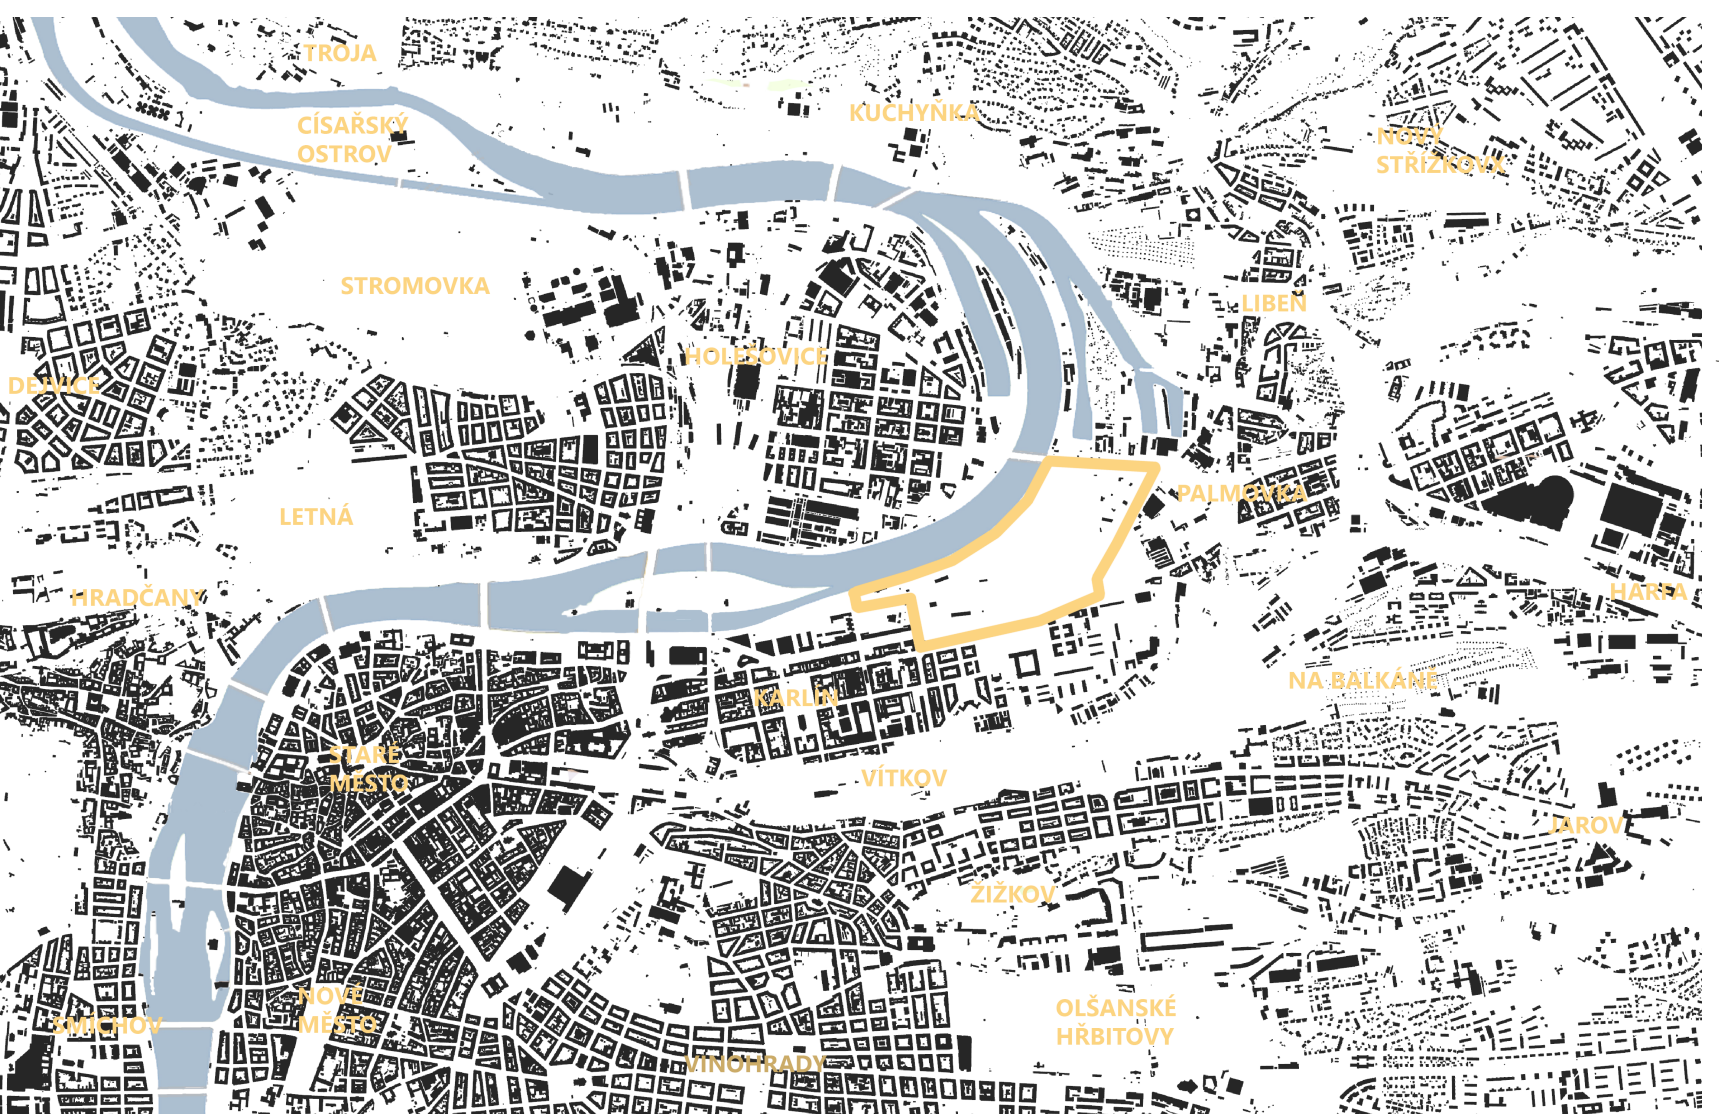 TROJA
KUCHYŇKA
CÍSAŘSKÝ
OSTROV
NOVÝ
STŘÍŽKOVX
STROMOVKA
LIBEŇ
HOLEŠOVICE
DEJVICE
PALMOVKA
LETNÁ
HRADČANY
HARFA
NA BALKÁNĚ
KARLÍN
STARÉ
MĚSTO
VÍTKOV
JAROV
ŽIŽKOV
NOVÉ
MĚSTO
SMÍCHOV
OLŠANSKÉ
HŘBITOVY
VINOHRADY